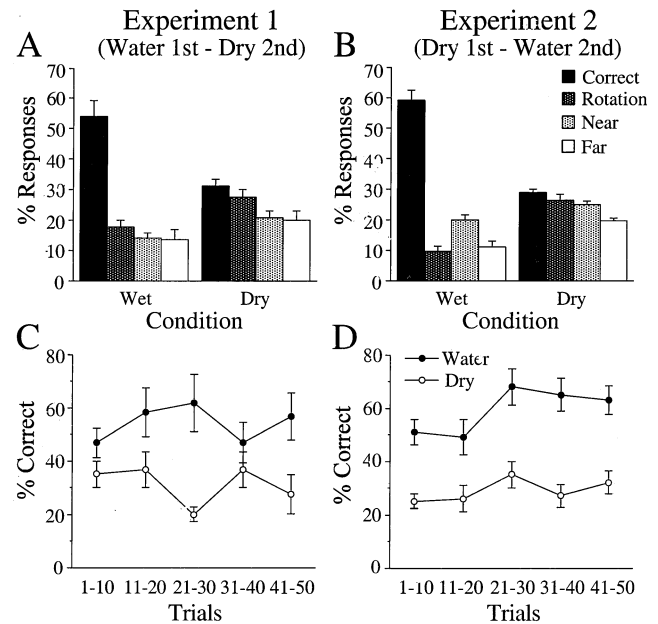 Experiment 1
(Water 1st - Dry 2nd)
Experiment 2
(Dry 1st - Water 2nd)
A
% Responses
70
60
50
40
30
20
10
0
Wet
Dry
Condition
B
% Responses
70
60
50
40
30
20
10
0
Correct
Rotation
Near
Far
Wet
Dry
Condition
C
% Correct
80
60
40
20
0
1-10 11-20 21-30 31-40 41-50
Trials
D
% Correct
80
60
40
20
0
Water
Dry
1-10 11-20 21-30 31-40 41-50
Trials